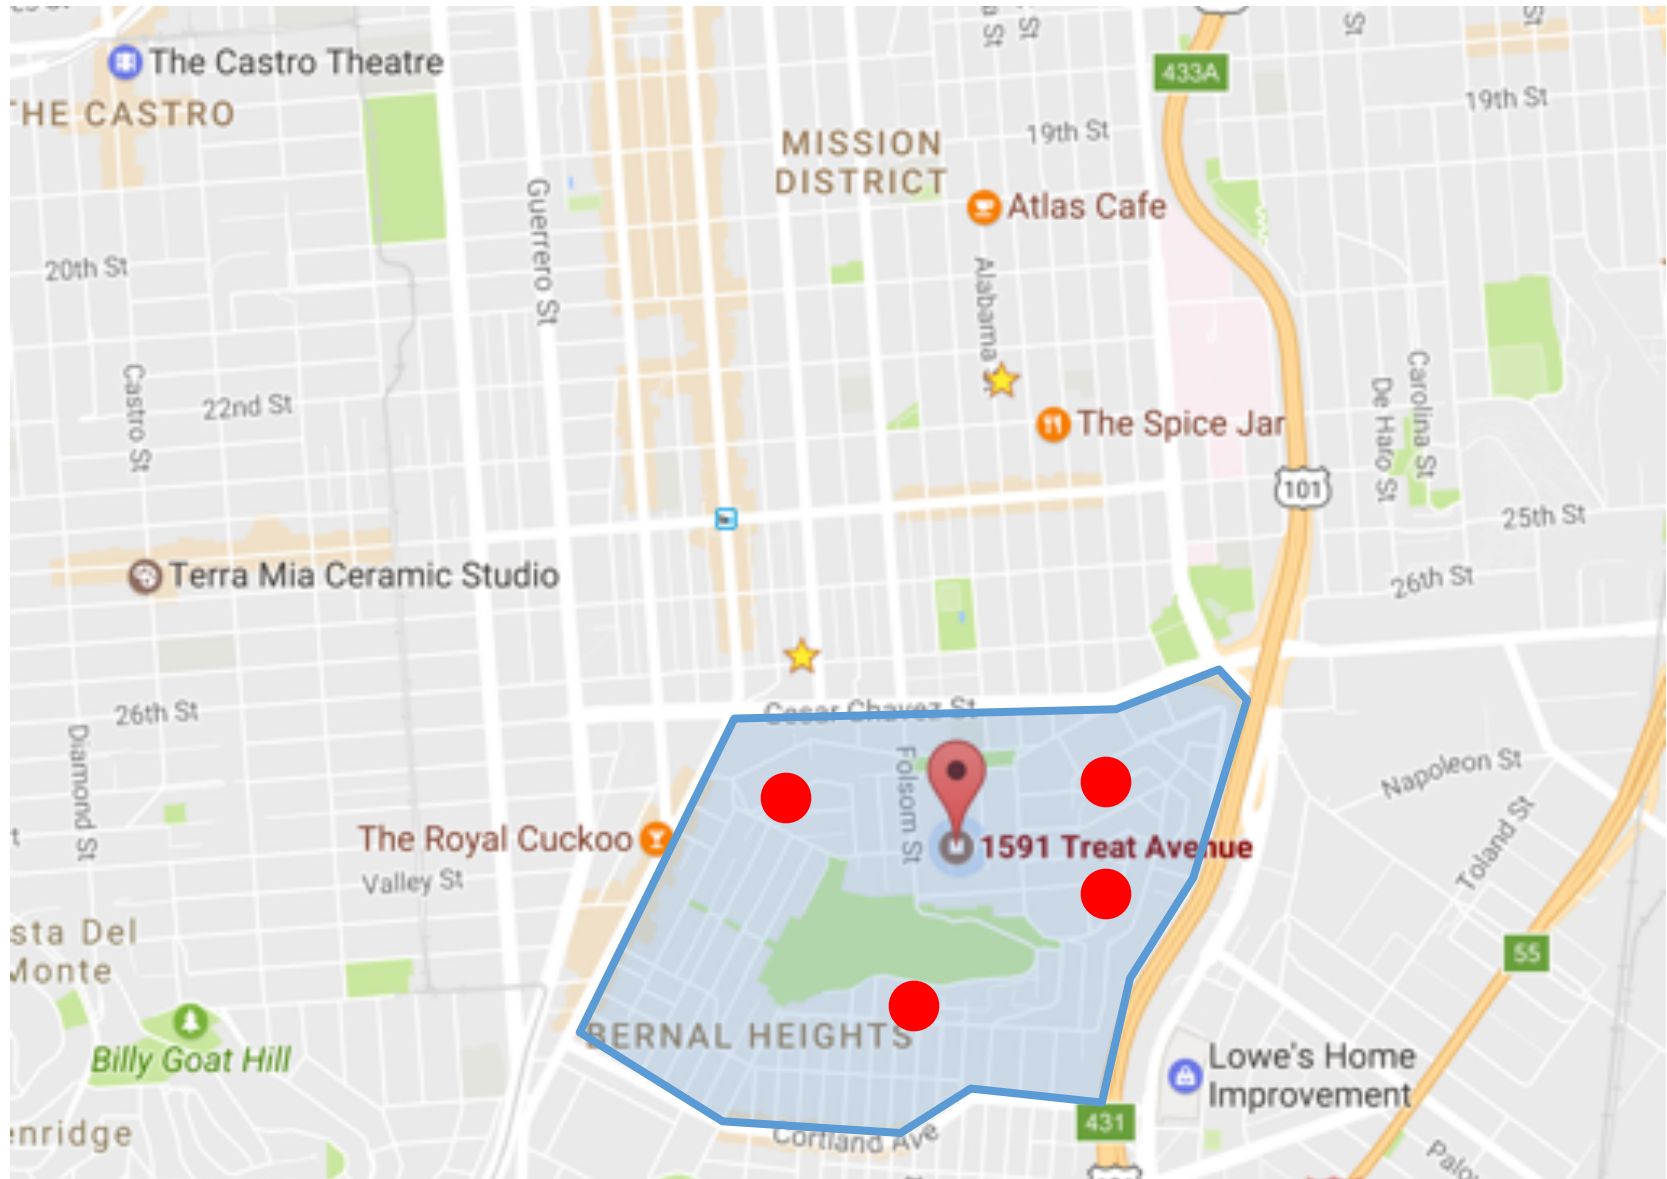 The Castro Theatre
THE CASTRO
433A
19th St
19th St
MISSION
DISTRICT
Guerrero St
Atlas Cafe
20th St
Alabama St
Castro St
22nd St
The Spice Jar
Carolina St
De Haro St
101
25th St
Terra Mia Ceramic Studio
26th St
26th St
Cesar Chavez St
Diamond St
Folsom St
Napoleon St
The Royal Cuckoo
1591 Treat Avenue
Toland St
Valley St
sta Del
Monte
55
BERNAL HEIGHTS
Billy Goat Hill
Lowe's Home
Improvement
enridge
431
Cortland Ave
Palo